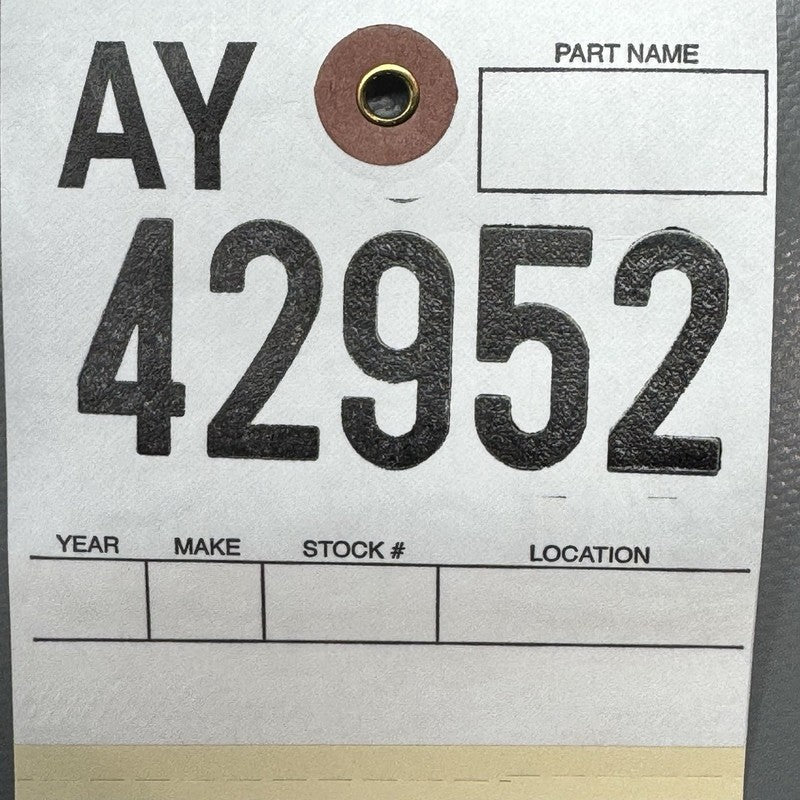 AY
PART NAME
42952
YEAR MAKE STOCK # LOCATION